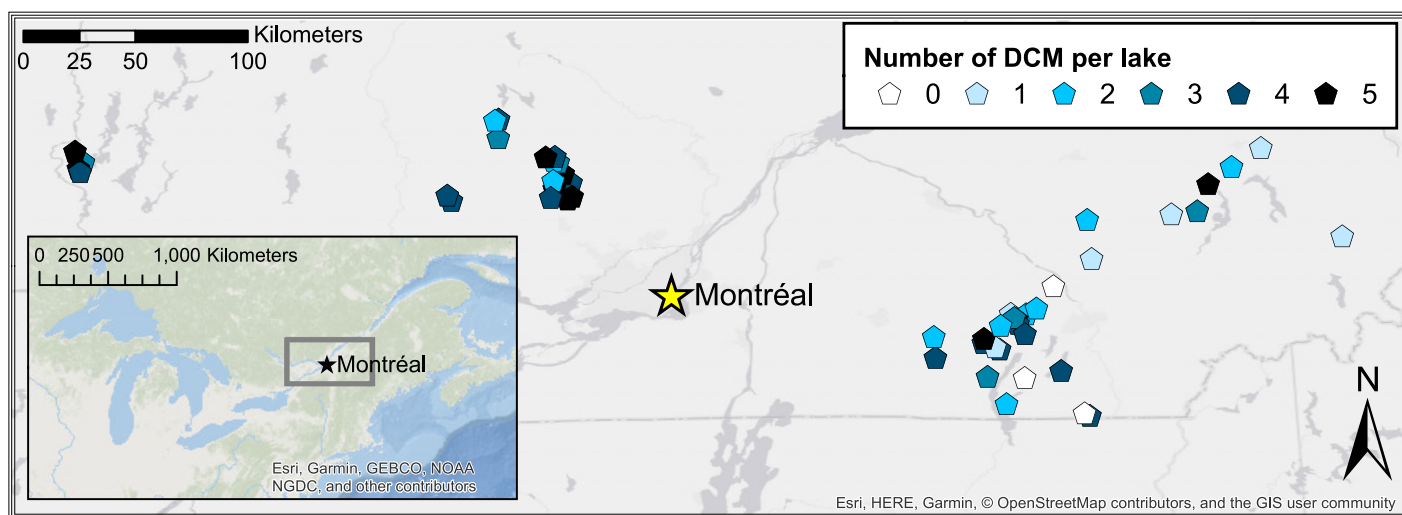 Kilometers
0 25 50 100
Number of DCM per lake
0 1 2 3 4 5
Montréal
0 250 500 1,000 Kilometers
Montréal
Esri, Garmin, GEBCO, NOAA
NGDC, and other contributors
N
Esri, HERE, Garmin, © OpenStreetMap contributors, and the GIS user community